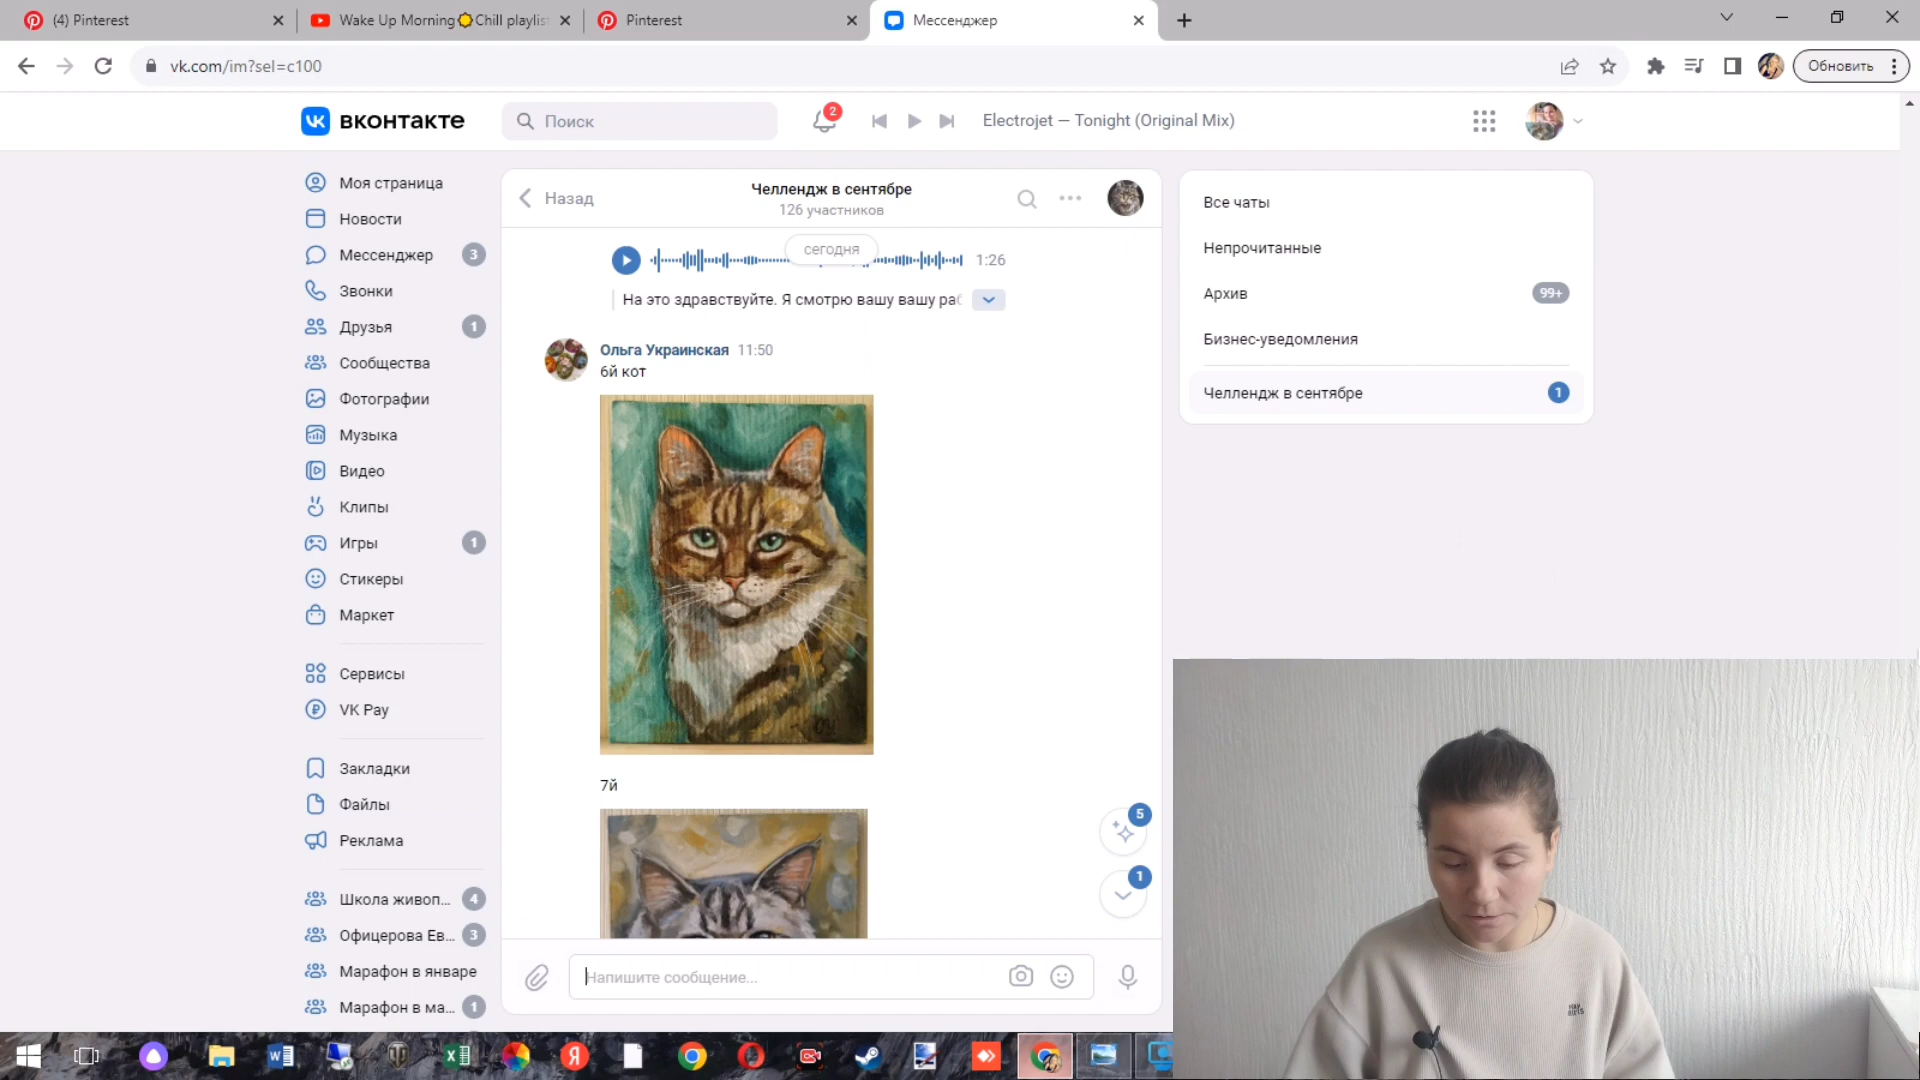 (4) Pinterest
Wake Up Morning🌞Chill playlis
Pinterest
Мессенджер
vk.com/im?sel=c100
Обновить
вконтакте
Поиск
2
Electrojet — Tonight (Original Mix)
Моя страница
Новости
Мессенджер 3
Звонки
Друзья 1
Сообщества
Фотографии
Музыка
Видео
Клипы
Игры 1
Стикеры
Маркет
Сервисы
VK Pay
Закладки
Файлы
Реклама
Школа живоп... 4
Офицерова Ев... 3
Марафон в январе
Марафон в ма... 1
Назад
Челлендж в сентябре
126 участников
сегодня
1:26
На это здравствуйте. Я смотрю вашу вашу ра
Ольга Украинская 11:50
6й кот
7й
5
1
Напишите сообщение...
Все чаты
Непрочитанные
Архив 99+
Бизнес-уведомления
Челлендж в сентябре 1